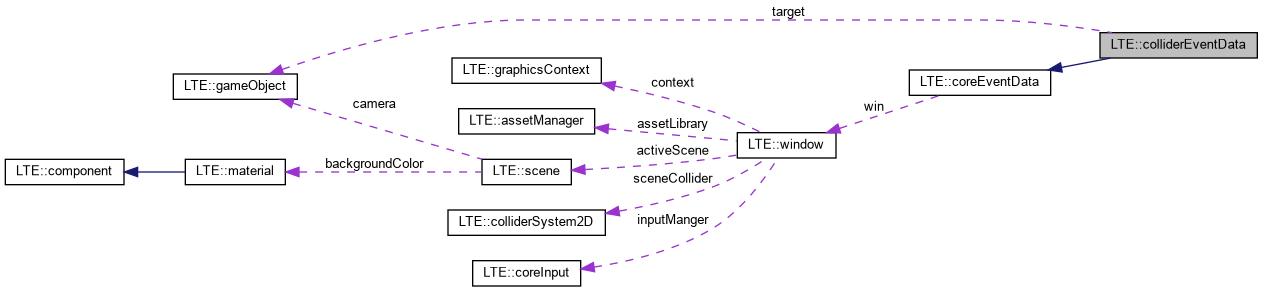 target
LTE::colliderEventData
LTE::graphicsContext
LTE::gameObject
context
LTE::coreEventData
camera
win
LTE::assetManager
assetLibrary
LTE::window
activeScene
backgroundColor
LTE::component
LTE::material
LTE::scene
sceneCollider
LTE::colliderSystem2D
inputManger
LTE::coreInput